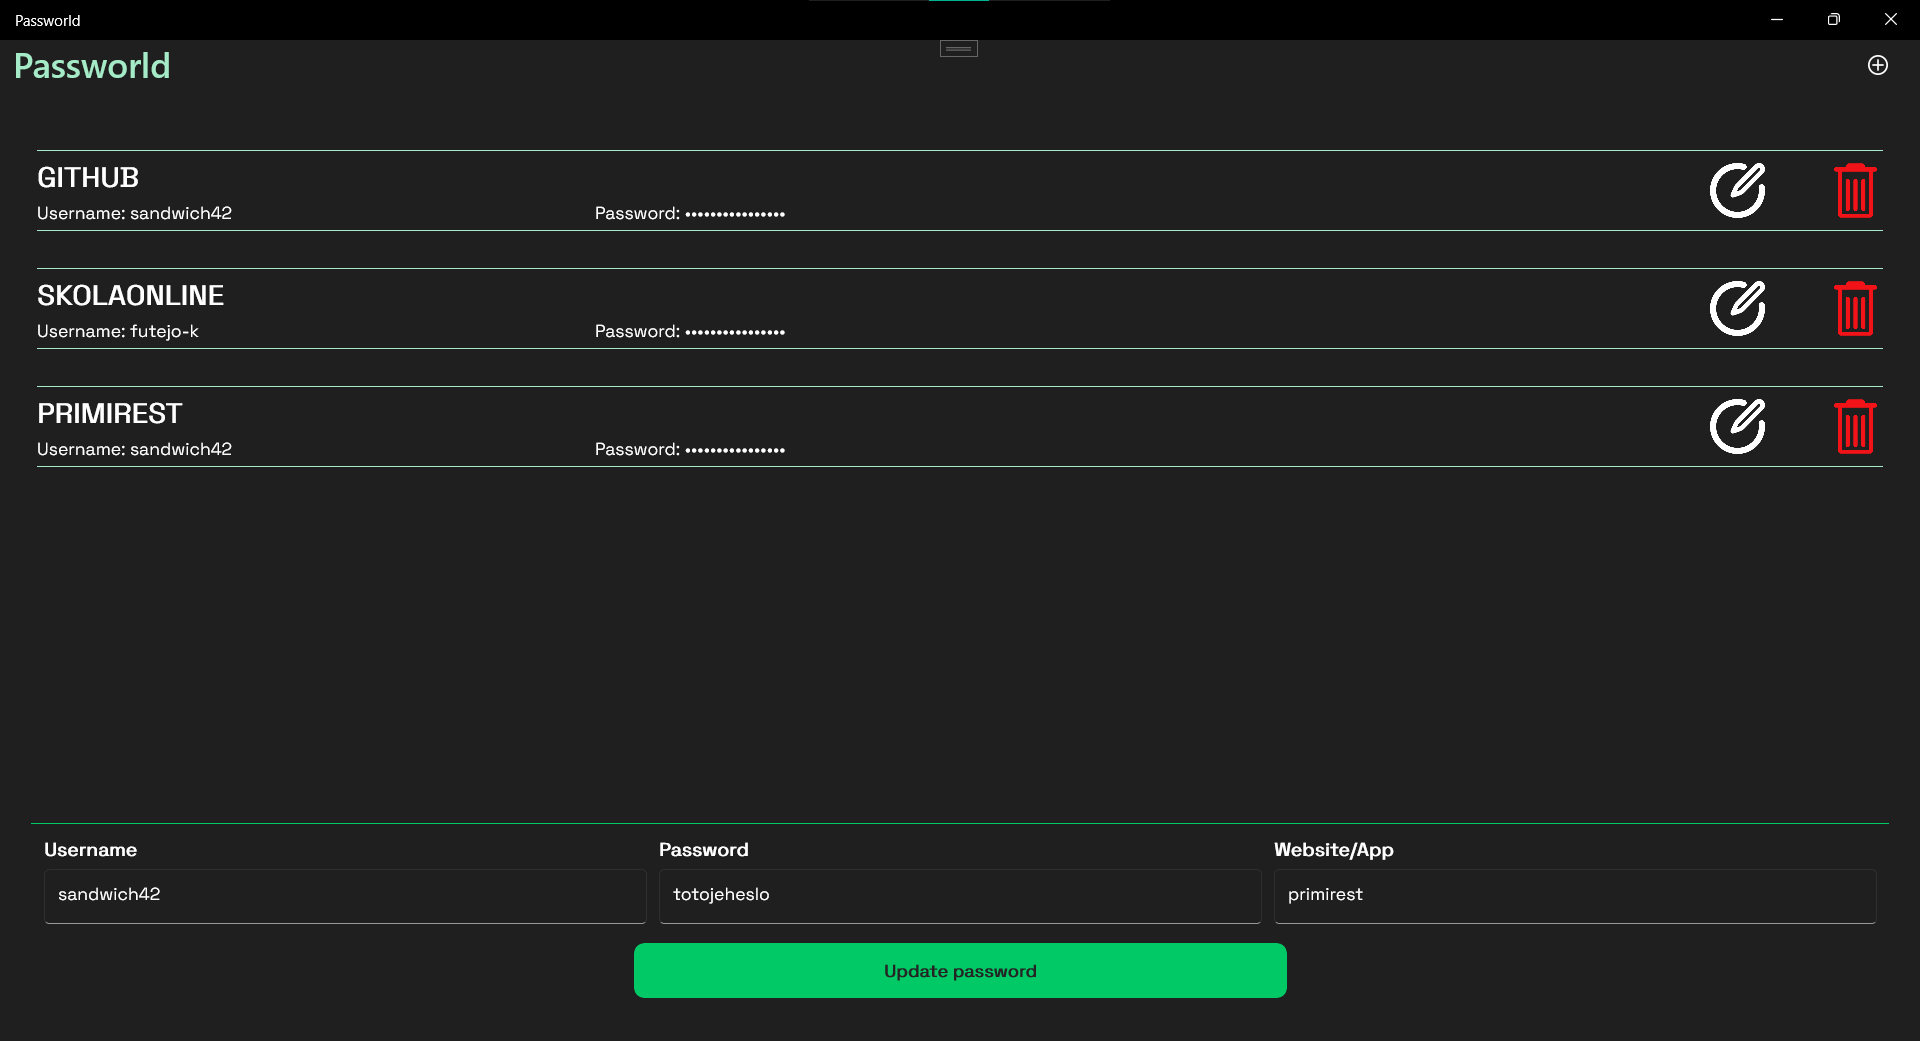 Passworld
Passworld
GITHUB
Username: sandwich42 Password: ••••••••••••••••
SKOLAONLINE
Username: futejo-k Password: ••••••••••••••••
PRIMIREST
Username: sandwich42 Password: ••••••••••••••••
Username Password Website/App
sandwich42 totojeheslo primirest
Update password